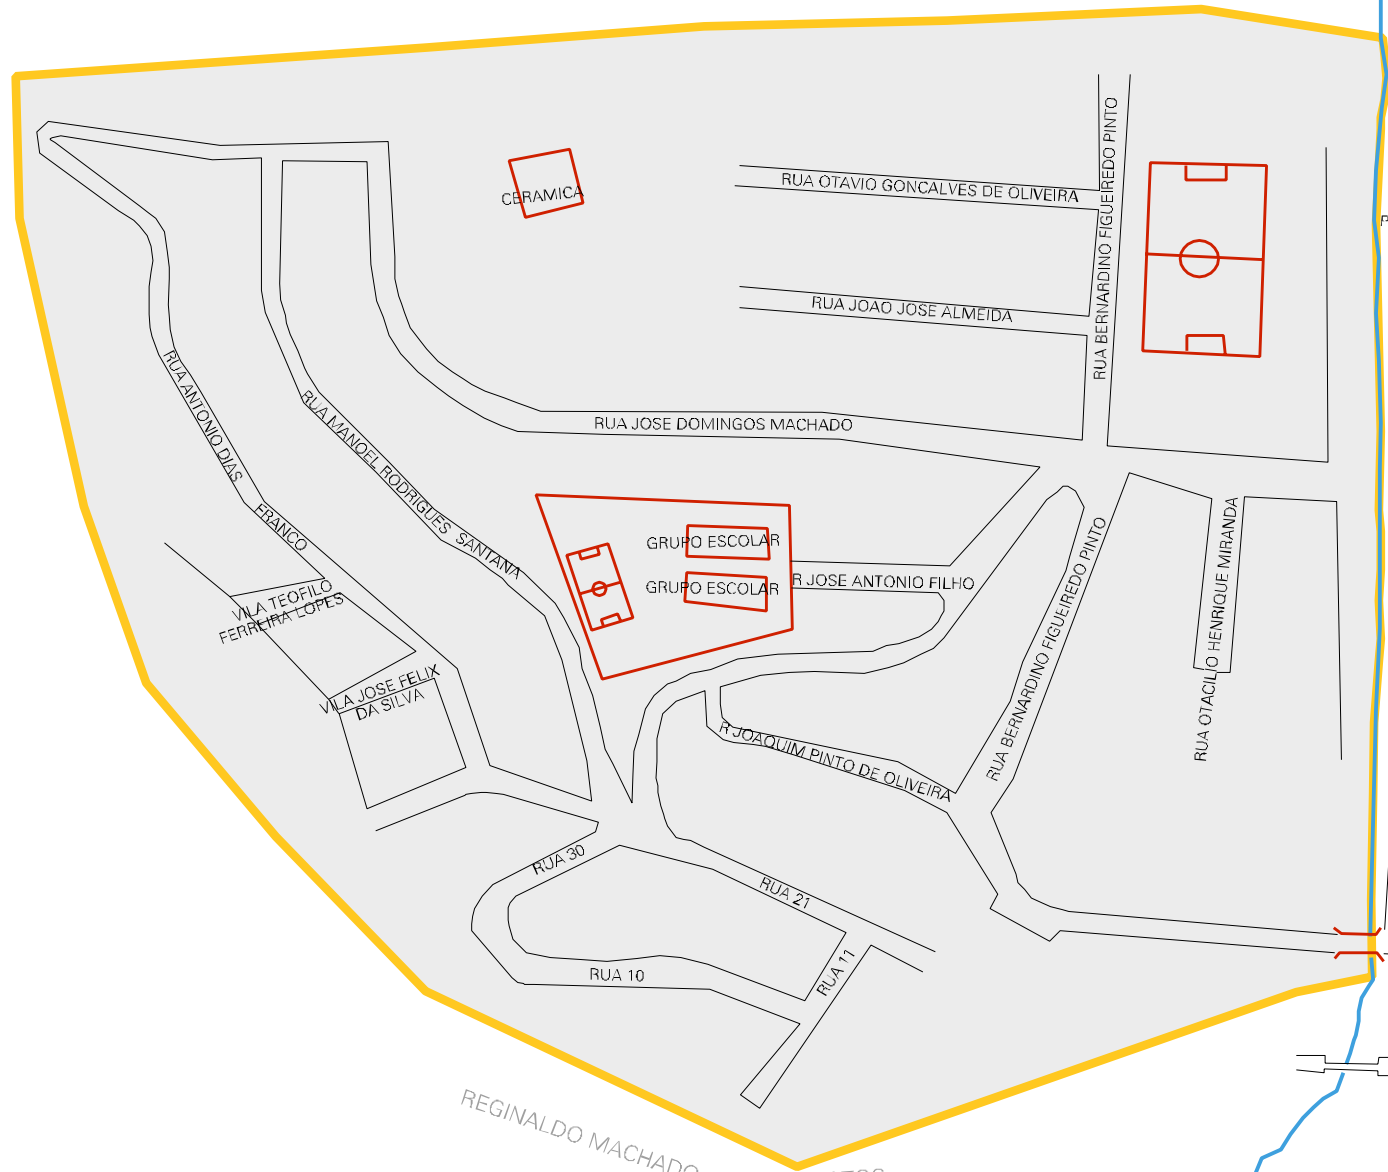 RUA OTAVIO GONCALVES DE OLIVEIRA
RUA BERNARDINO FIGUEIREDO PINTO
CERAMICA
RUA JOAO JOSE ALMEIDA
RUA ANTONIO DIAS
FRANCO
RUA MANOEL RODRIGUES SANTANA
RUA JOSE DOMINGOS MACHADO
GRUPO ESCOLAR
GRUPO ESCOLAR
R JOSE ANTONIO FILHO
RUA BERNARDINO FIGUEIREDO PINTO
RUA OTACILIO HENRIQUE MIRANDA
VILA TEOFILO
FERREIRA LOPES
VILA JOSE FELIX
DA SILVA
R JOAQUIM PINTO DE OLIVEIRA
RUA 30
RUA 21
RUA 10
RUA 11
REGINALDO MACHADO